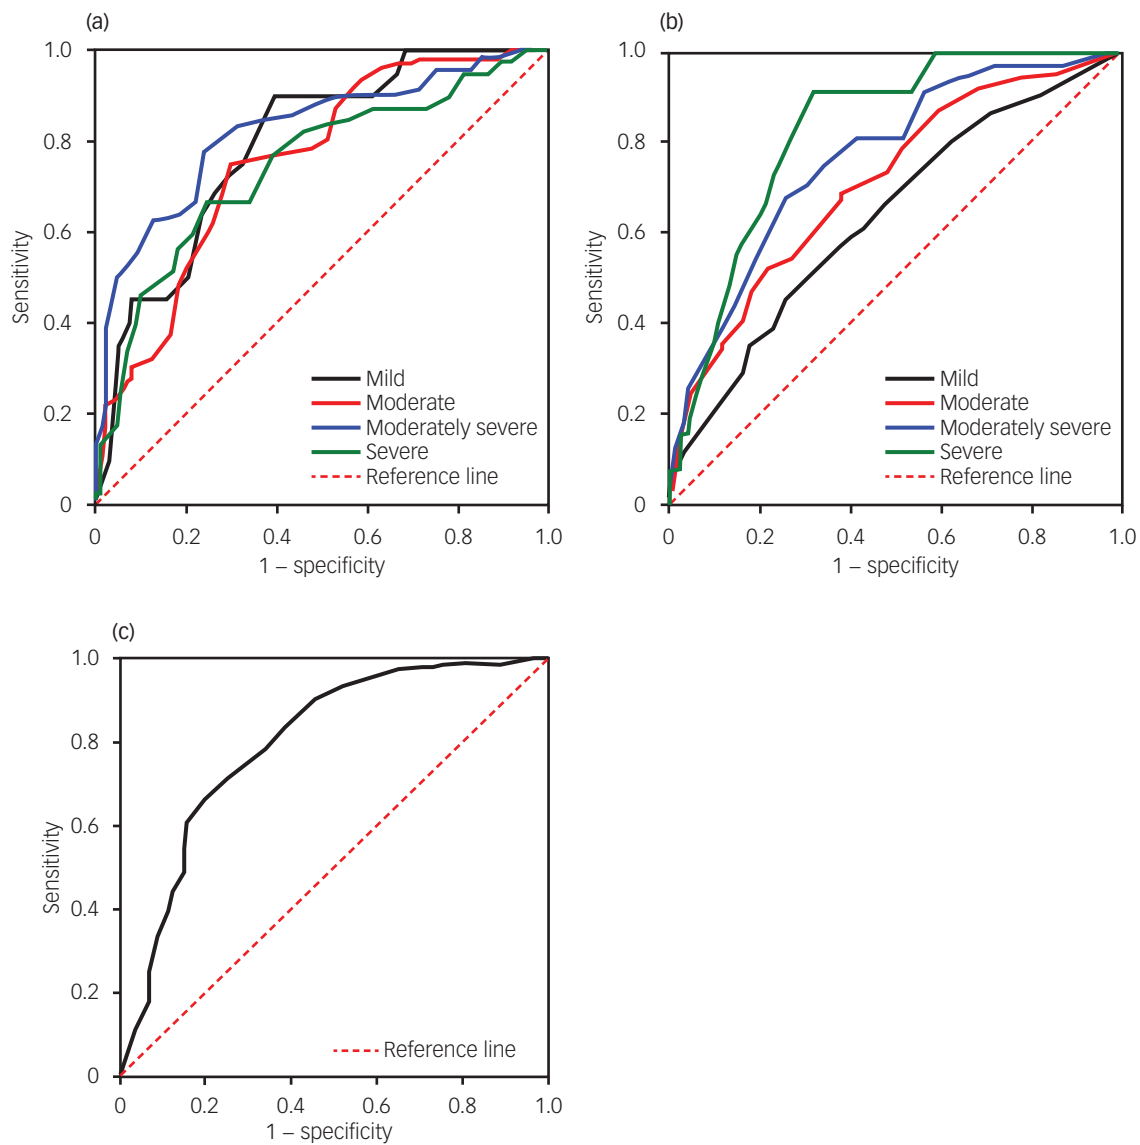 (a)
1.0
0.8
0.6
0.4
0.2
0
Sensitivity
Mild
Moderate
Moderately severe
Severe
Reference line
0 0.2 0.4 0.6 0.8 1.0
1 – specificity
(b)
1.0
0.8
0.6
0.4
0.2
0
Sensitivity
Mild
Moderate
Moderately severe
Severe
Reference line
0 0.2 0.4 0.6 0.8 1.0
1 – specificity
(c)
1.0
0.8
0.6
0.4
0.2
0
Sensitivity
Reference line
0 0.2 0.4 0.6 0.8 1.0
1 – specificity